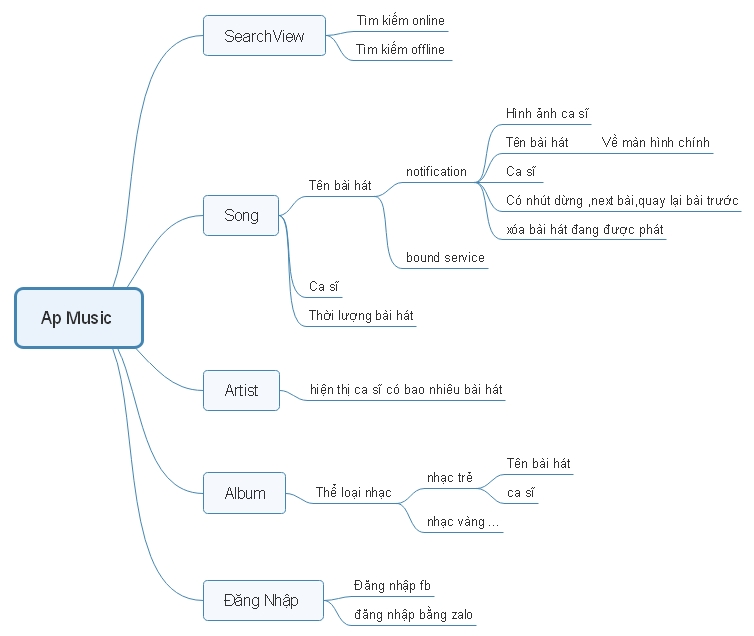 SearchView
Tìm kiếm online
Tìm kiếm offline
Song
Tên bài hát
notification
Hình ảnh ca sĩ
Tên bài hát
Về màn hình chính
Ca sĩ
Có nhút dừng ,next bài,quay lại bài trước
xóa bài hát đang được phát
bound service
Ca sĩ
Thời lượng bài hát
Ap Music
Artist
hiện thị ca sĩ có bao nhiêu bài hát
Album
Thể loại nhạc
nhạc trẻ
Tên bài hát
ca sĩ
nhạc vàng ...
Đăng Nhập
Đăng nhập fb
đăng nhập bằng zalo